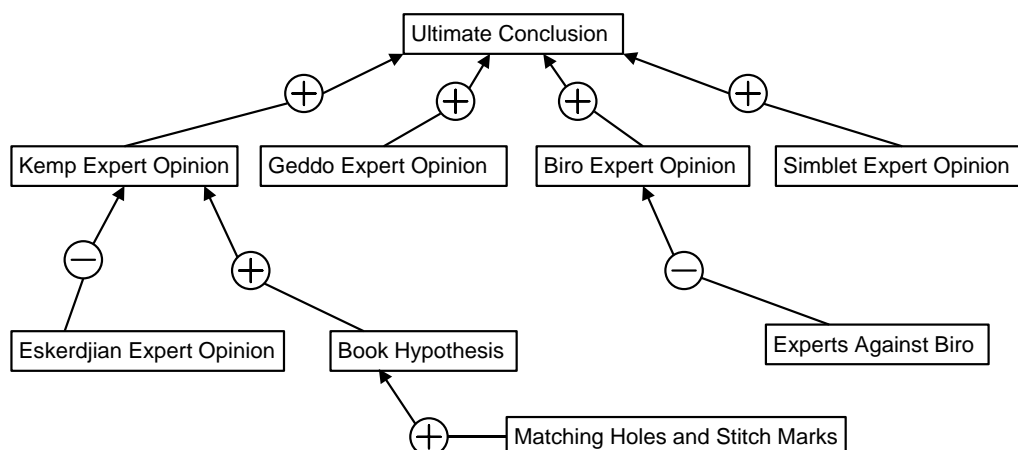 Ultimate Conclusion
+
+
+
+
Kemp Expert Opinion
Geddo Expert Opinion
Biro Expert Opinion
Simblet Expert Opinion
−
+
−
Eskerdjian Expert Opinion
Book Hypothesis
Experts Against Biro
+
Matching Holes and Stitch Marks